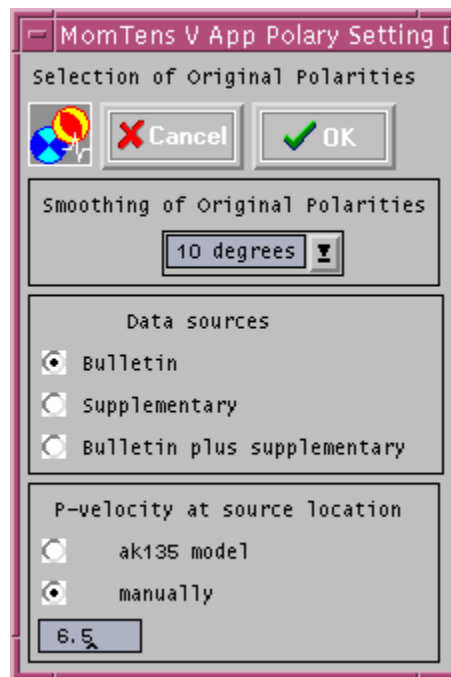 MomTens V App Polary Setting [
Selection of Original Polarities
Cancel
OK
Smoothing of Original Polarities
10 degrees
Data sources
Bulletin
Supplementary
Bulletin plus supplementary
P-velocity at source location
ak135 model
manually
6.5